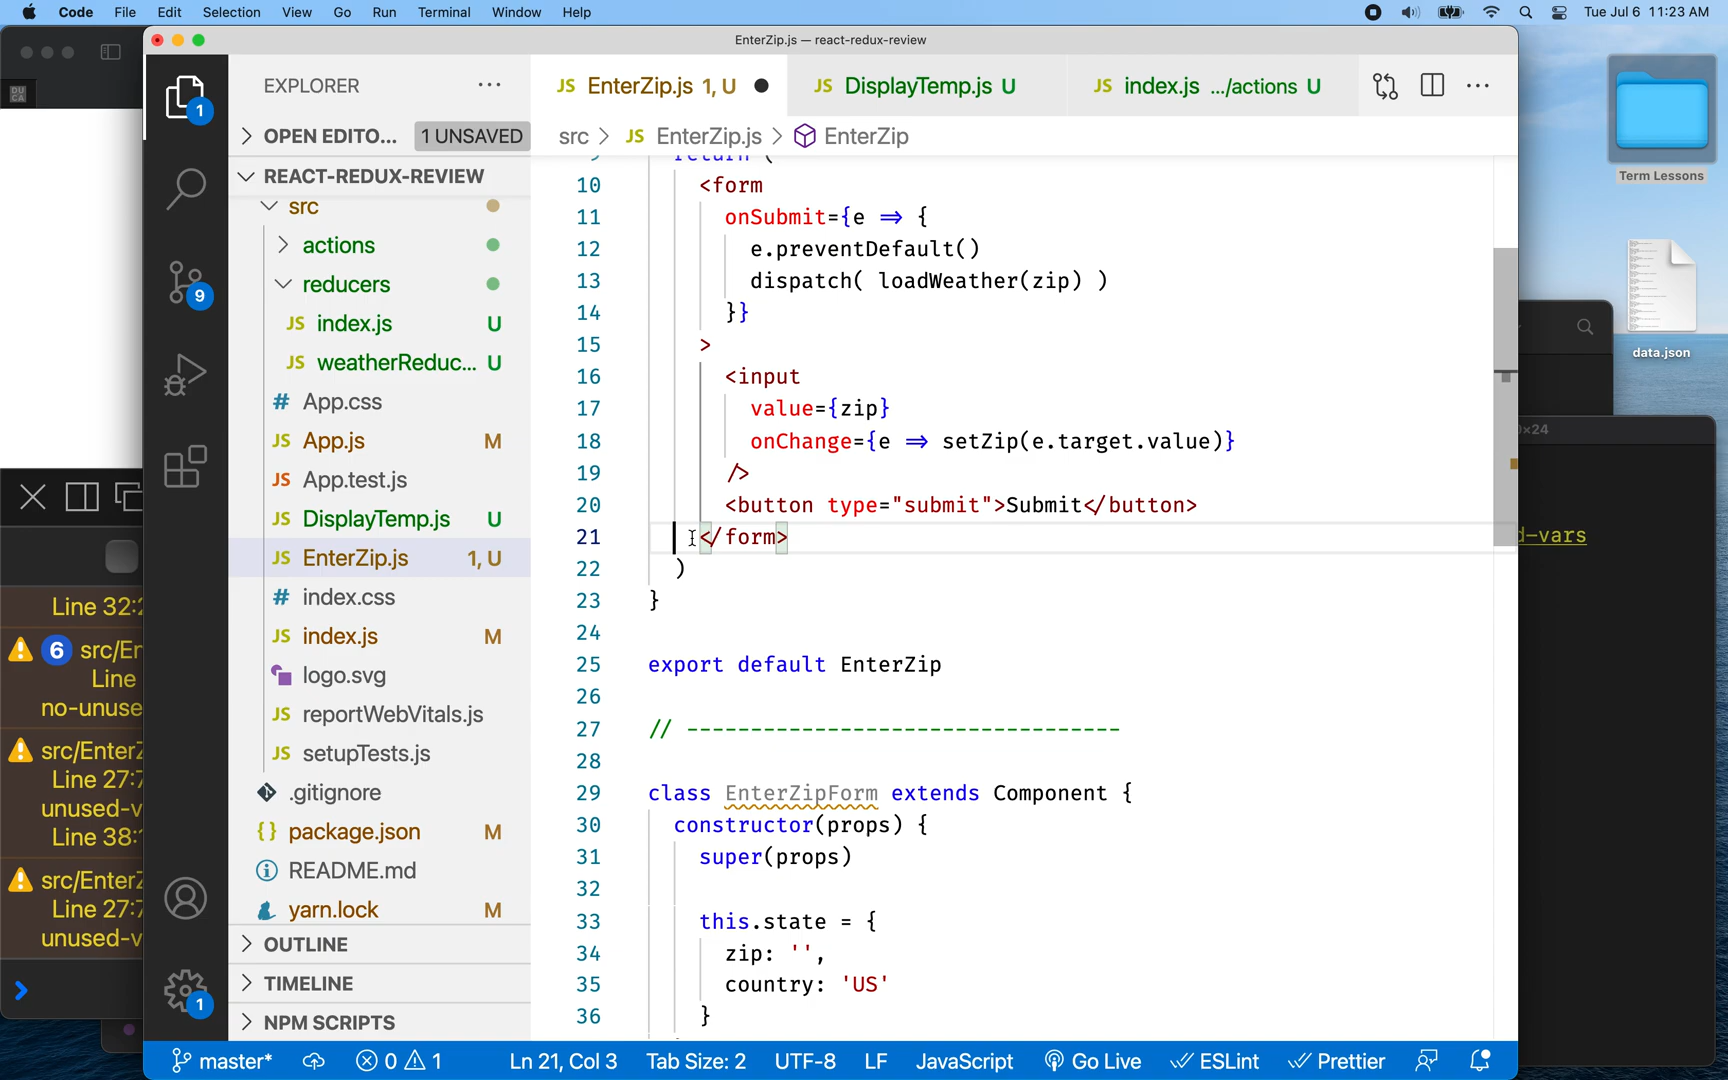 Code File Edit Selection View Go Run Terminal Window Help Tue Jul 6 11:23 AM
EnterZip.js — react-redux-review
EXPLORER
JS EnterZip.js 1, U
JS DisplayTemp.js U
JS index.js .../actions U
1
OPEN EDITO... 1 UNSAVED
src > JS EnterZip.js > EnterZip
REACT-REDUX-REVIEW
src
actions
reducers
JS index.js U
JS weatherReduc... U
# App.css
JS App.js M
JS App.test.js
JS DisplayTemp.js U
JS EnterZip.js 1, U
# index.css
JS index.js M
logo.svg
JS reportWebVitals.js
JS setupTests.js
.gitignore
{} package.json M
README.md
yarn.lock M
OUTLINE
TIMELINE
NPM SCRIPTS
9
1
9 return (
10 <form
11 onSubmit={e ⇒ {
12 e.preventDefault()
13 dispatch( loadWeather(zip) )
14 }}
15 >
16 <input
17 value={zip}
18 onChange={e ⇒ setZip(e.target.value)}
19 />
20 <button type="submit">Submit</button>
21 </form>
22 )
23 }
24
25 export default EnterZip
26
27 // ----------------------------------
28
29 class EnterZipForm extends Component {
30 constructor(props) {
31 super(props)
32
33 this.state = {
34 zip: '',
35 country: 'US'
36 }
master* 0 1 Ln 21, Col 3 Tab Size: 2 UTF-8 LF JavaScript Go Live ESLint Prettier
DU
CA
Line 32:2
6 src/En
Line
no-unuse
src/EnterZ
Line 27:7
unused-v
Line 38:
src/EnterZ
Line 27:7
unused-v
Term Lessons
data.json
×24
d-vars